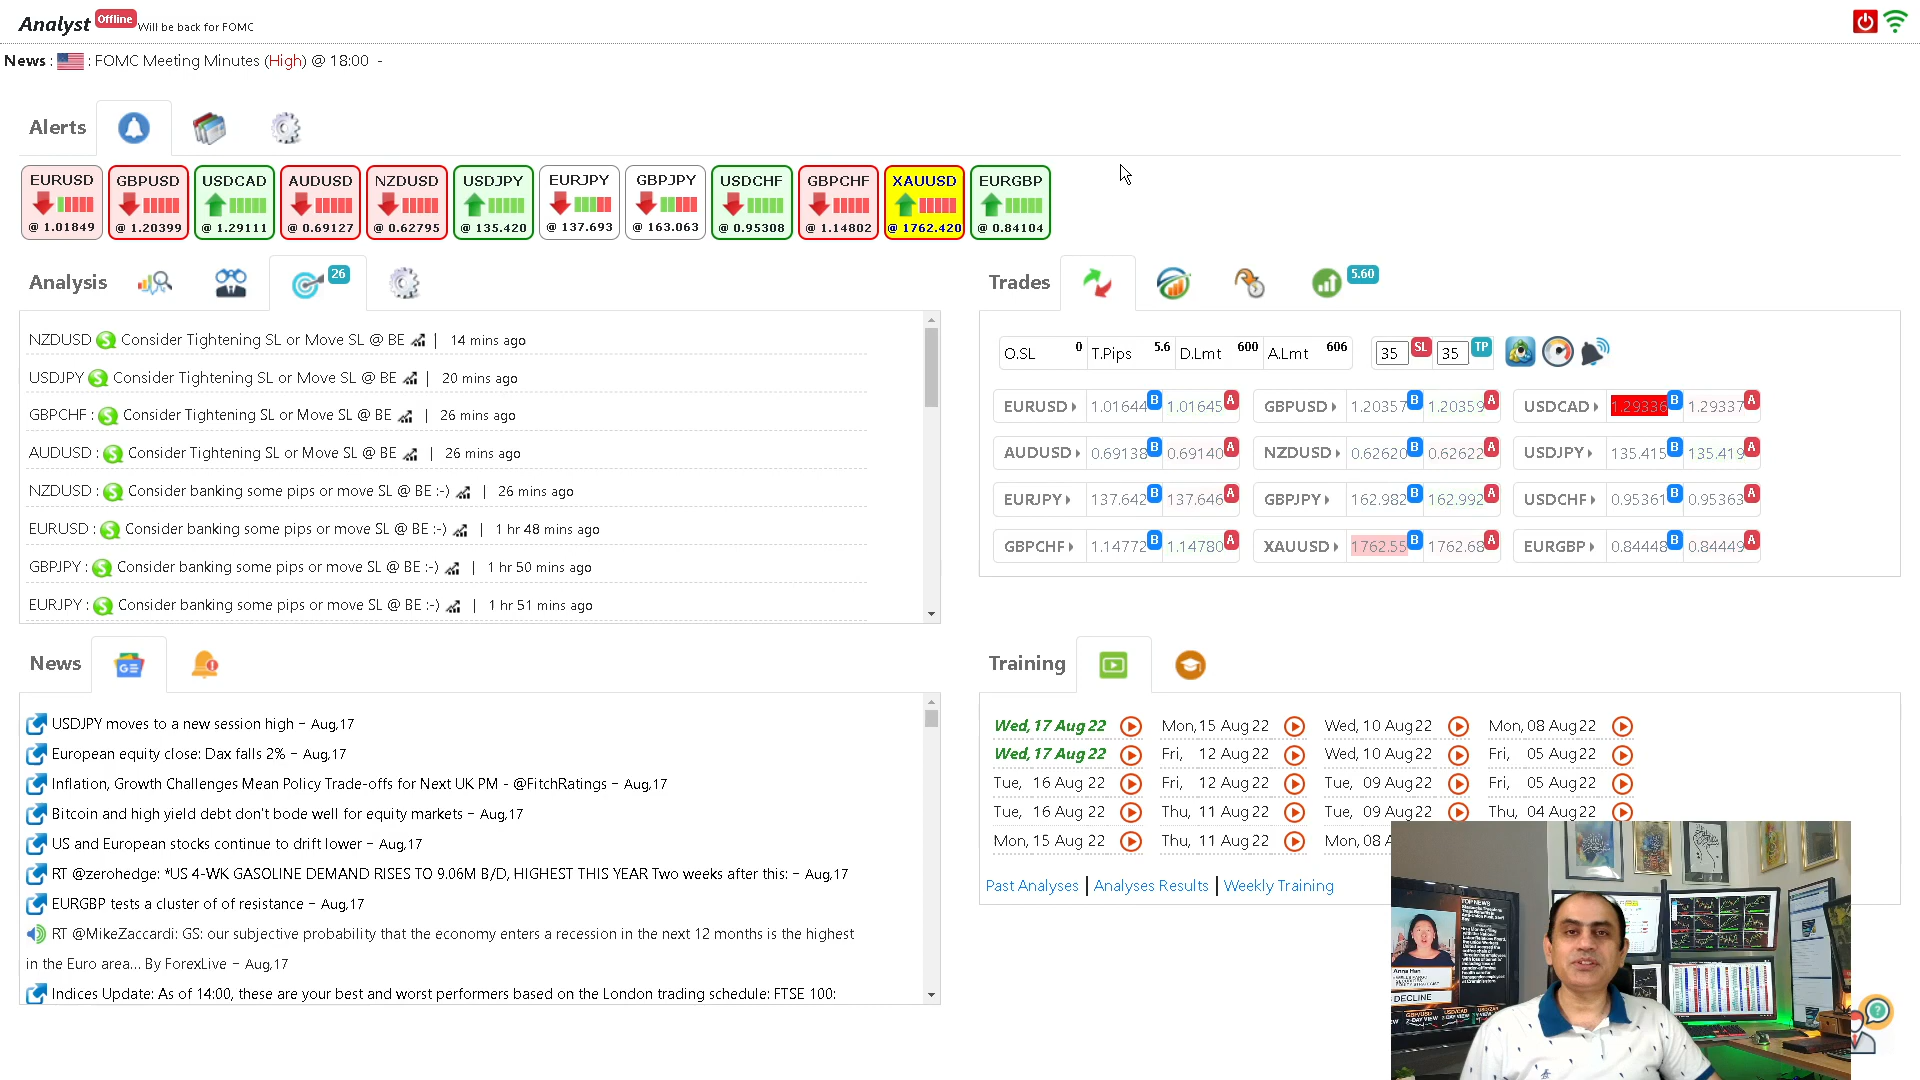 Analyst Offline Will be back for FOMC
News : : FOMC Meeting Minutes (High) @ 18:00 -
Alerts
EURUSD GBPUSD USDCAD AUDUSD NZDUSD USDJPY EURJPY GBPJPY USDCHF GBPCHF XAUUSD EURGBP
@ 1.01849 @ 1.20399 @ 1.29111 @ 0.69127 @ 0.62795 @ 135.420 @ 137.693 @ 163.063 @ 0.95308 @ 1.14802 @ 1762.420 @ 0.84104
Analysis 26
NZDUSD S Consider Tightening SL or Move SL @ BE | 14 mins ago
USDJPY S Consider Tightening SL or Move SL @ BE | 20 mins ago
GBPCHF : S Consider Tightening SL or Move SL @ BE | 26 mins ago
AUDUSD : S Consider Tightening SL or Move SL @ BE | 26 mins ago
NZDUSD : S Consider banking some pips or move SL @ BE :-) | 26 mins ago
EURUSD : S Consider banking some pips or move SL @ BE :-) | 1 hr 48 mins ago
GBPJPY : S Consider banking some pips or move SL @ BE :-) | 1 hr 50 mins ago
EURJPY : S Consider banking some pips or move SL @ BE :-) | 1 hr 51 mins ago
Trades 5.60
O.SL 0 T.Pips 5.6 D.Lmt 600 A.Lmt 606 35 SL 35 TP
EURUSD 1.01644 B 1.01645 A GBPUSD 1.20357 B 1.20359 A USDCAD 1.29336 B 1.29337 A
AUDUSD 0.69138 B 0.69140 A NZDUSD 0.62620 B 0.62622 A USDJPY 135.415 B 135.419 A
EURJPY 137.642 B 137.646 A GBPJPY 162.982 B 162.992 A USDCHF 0.95361 B 0.95363 A
GBPCHF 1.14772 B 1.14780 A XAUUSD 1762.55 B 1762.68 A EURGBP 0.84448 B 0.84449 A
News GE
USDJPY moves to a new session high – Aug,17
European equity close: Dax falls 2% – Aug,17
Inflation, Growth Challenges Mean Policy Trade-offs for Next UK PM - @FitchRatings – Aug,17
Bitcoin and high yield debt don't bode well for equity markets – Aug,17
US and European stocks continue to drift lower – Aug,17
RT @zerohedge: *US 4-WK GASOLINE DEMAND RISES TO 9.06M B/D, HIGHEST THIS YEAR Two weeks after this: – Aug,17
EURGBP tests a cluster of of resistance – Aug,17
RT @MikeZaccardi: GS: our subjective probability that the economy enters a recession in the next 12 months is the highest
in the Euro area... By ForexLive – Aug,17
Indices Update: As of 14:00, these are your best and worst performers based on the London trading schedule: FTSE 100:
Training
Wed, 17 Aug 22 Mon, 15 Aug 22 Wed, 10 Aug 22 Mon, 08 Aug 22
Wed, 17 Aug 22 Fri, 12 Aug 22 Wed, 10 Aug 22 Fri, 05 Aug 22
Tue, 16 Aug 22 Fri, 12 Aug 22 Tue, 09 Aug 22 Fri, 05 Aug 22
Tue, 16 Aug 22 Thu, 11 Aug 22 Tue, 09 Aug 22 Thu, 04 Aug 22
Mon, 15 Aug 22 Thu, 11 Aug 22 Mon, 08 A
Past Analyses | Analyses Results | Weekly Training
TOP NEWS
Anna Han
DECLINE
GBP/USD USD/CAD
2-DAY VIEW